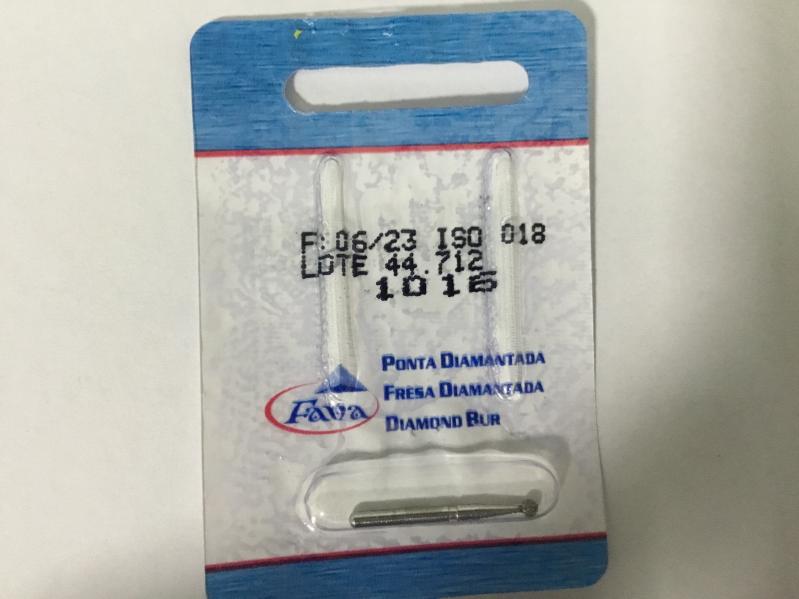 F: 06/23 ISO 018
LOTE 44.712
1016
PONTA DIAMANTADA
FRESA DIAMANTADA
DIAMOND BUR
Fava